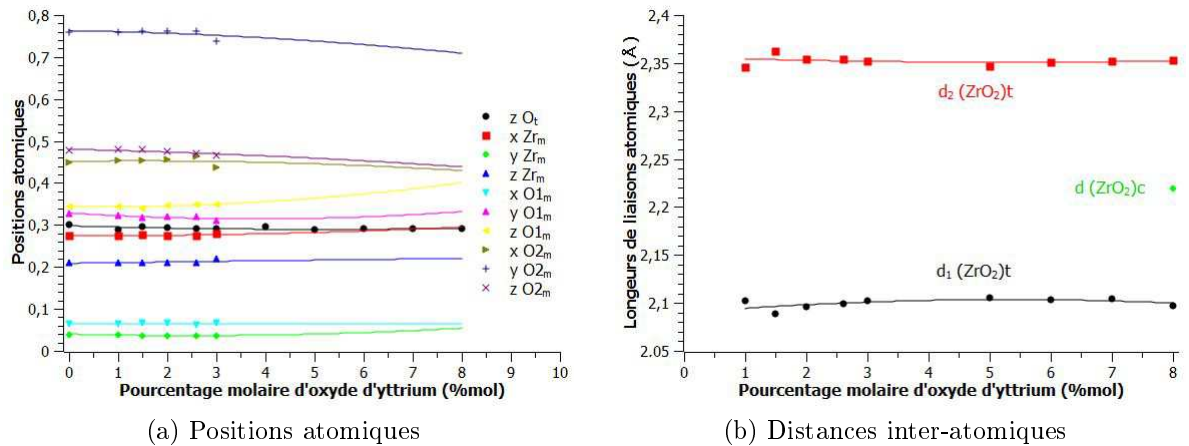 0,8
0,7
0,6
0,5
0,4
0,3
0,2
0,1
0
Positions atomiques
0 1 2 3 4 5 6 7 8 9 10
Pourcentage molaire d'oxyde d'yttrium (%mol)
z Ot
x Zrm
y Zrm
z Zrm
x O1m
y O1m
z O1m
x O2m
y O2m
z O2m
(a) Positions atomiques
2,4
2,35
2,3
2,25
2,2
2,15
2,1
2.05
Longeurs de liaisons atomiques (Å)
d2 (ZrO2)t
d (ZrO2)c
d1 (ZrO2)t
0 1 2 3 4 5 6 7 8
Pourcentage molaire d'oxyde d'yttrium (%mol)
(b) Distances inter-atomiques